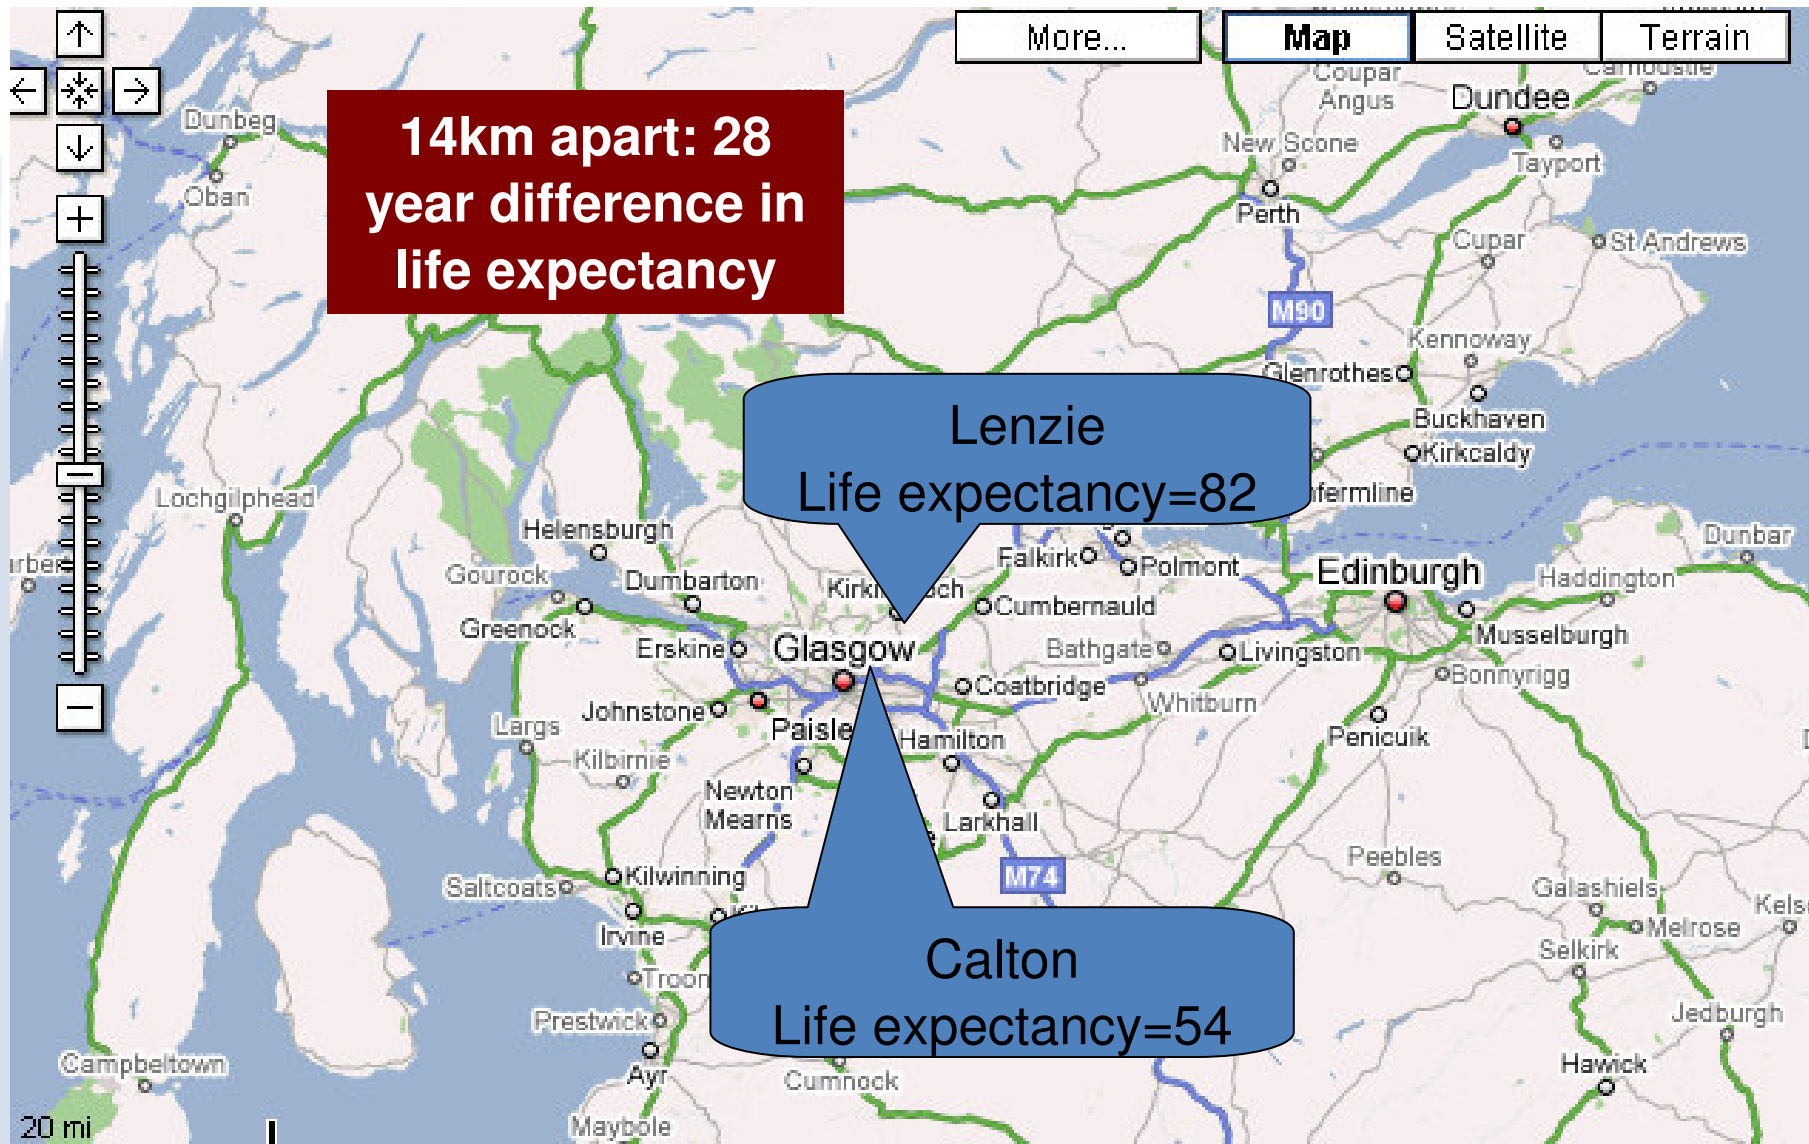 More...
Map
Satellite
Terrain
Carnoustie
Coupar
Angus
Dundee
Dunbeg
14km apart: 28
year difference in
life expectancy
New Scone
Tayport
Oban
Perth
Cupar
St Andrews
M90
Kennoway
Glenrothes
Buckhaven
Lenzie
Life expectancy=82
Kirkcaldy
nfermline
Lochgilphead
Helensburgh
Dunbar
Falkirk
Polmont
Edinburgh
Haddington
Gourock
Dumbarton
Cumbernauld
Greenock
Erskine
Glasgow
Bathgate
Livingston
Musselburgh
Coatbridge
Bonnyrigg
Whitburn
Johnstone
Largs
Paisle
Hamilton
Penicuik
Kilbirnie
Newton
Mearns
Larkhall
Peebles
Kilwinning
M74
Saltcoats
Galashiels
Kels
Melrose
Irvine
Selkirk
Calton
Life expectancy=54
Troon
Prestwick
Jedburgh
Campbeltown
Ayr
Cumnock
Hawick
20 mi
Maybole